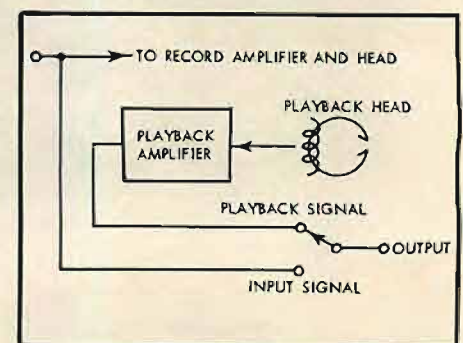 TO RECORD AMPLIFIER AND HEAD
PLAYBACK HEAD
PLAYBACK
AMPLIFIER
PLAYBACK SIGNAL
OUTPUT
INPUT SIGNAL